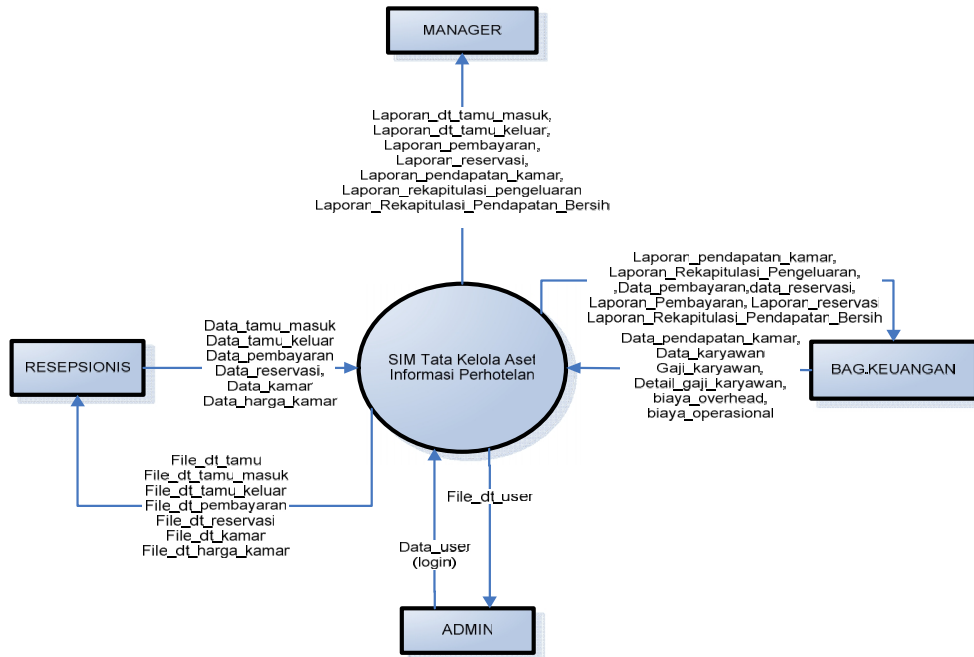 MANAGER
Laporan_dt_tamu_masuk,
Laporan_dt_tamu_keluar,
Laporan_pembayaran,
Laporan_reservasi,
Laporan_pendapatan_kamar,
Laporan_rekapitulasi_pengeluaran
Laporan_Rekapitulasi_Pendapatan_Bersih
Laporan_pendapatan_kamar,
Laporan_Rekapitulasi_Pengeluaran,
,Data_pembayaran,data_reservasi,
Laporan_Pembayaran, Laporan_reservasi
Laporan_Rekapitulasi_Pendapatan_Bersih
RESEPSIONIS
Data_tamu_masuk
Data_tamu_keluar
Data_pembayaran
Data_reservasi,
Data_kamar
Data_harga_kamar
SIM Tata Kelola Aset
Informasi Perhotelan
Data_pendapatan_kamar,
Data_karyawan
Gaji_karyawan,
Detail_gaji_karyawan,
biaya_overhead,
biaya_operasional
BAG.KEUANGAN
File_dt_tamu
File_dt_tamu_masuk
File_dt_tamu_keluar
File_dt_pembayaran
File_dt_reservasi
File_dt_kamar
File_dt_harga_kamar
File_dt_user
Data_user
(login)
ADMIN